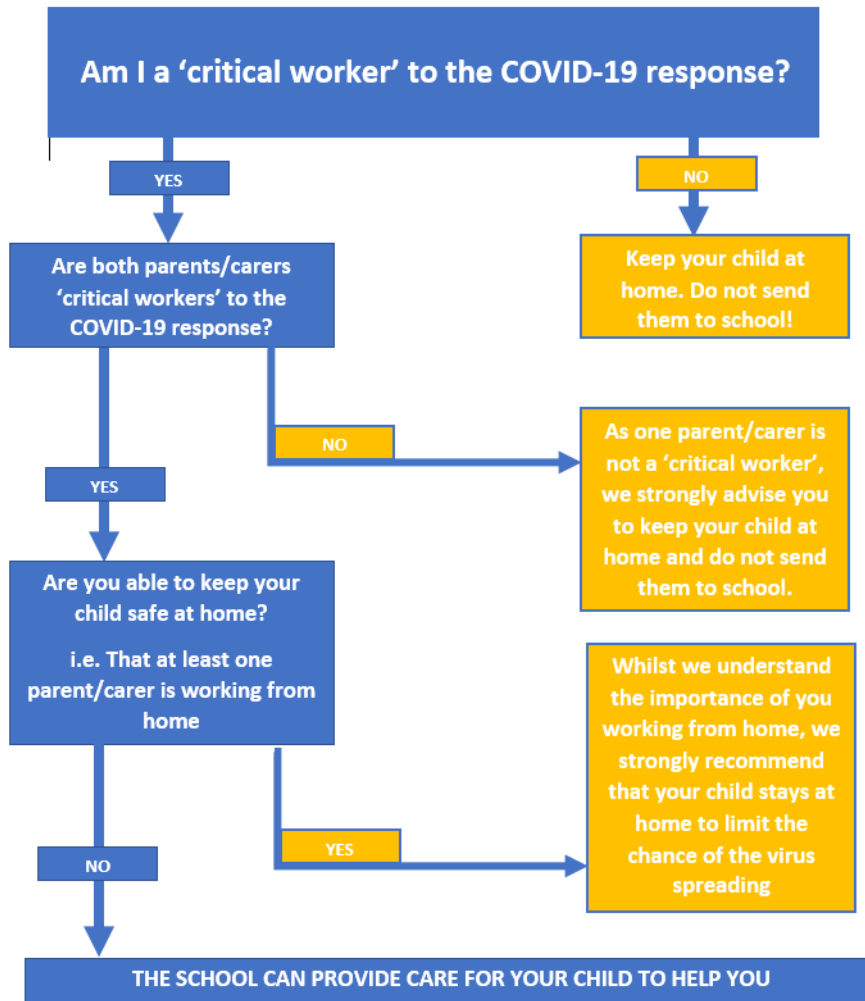 Am I a ‘critical worker’ to the COVID-19 response?
YES
NO
Are both parents/carers
‘critical workers’ to the
COVID-19 response?
Keep your child at
home. Do not send
them to school!
NO
As one parent/carer is
not a ‘critical worker’,
we strongly advise you
to keep your child at
home and do not send
them to school.
YES
Are you able to keep your
child safe at home?
i.e. That at least one
parent/carer is working from
home
Whilst we understand
the importance of you
working from home, we
strongly recommend
that your child stays at
home to limit the
chance of the virus
spreading
YES
NO
THE SCHOOL CAN PROVIDE CARE FOR YOUR CHILD TO HELP YOU